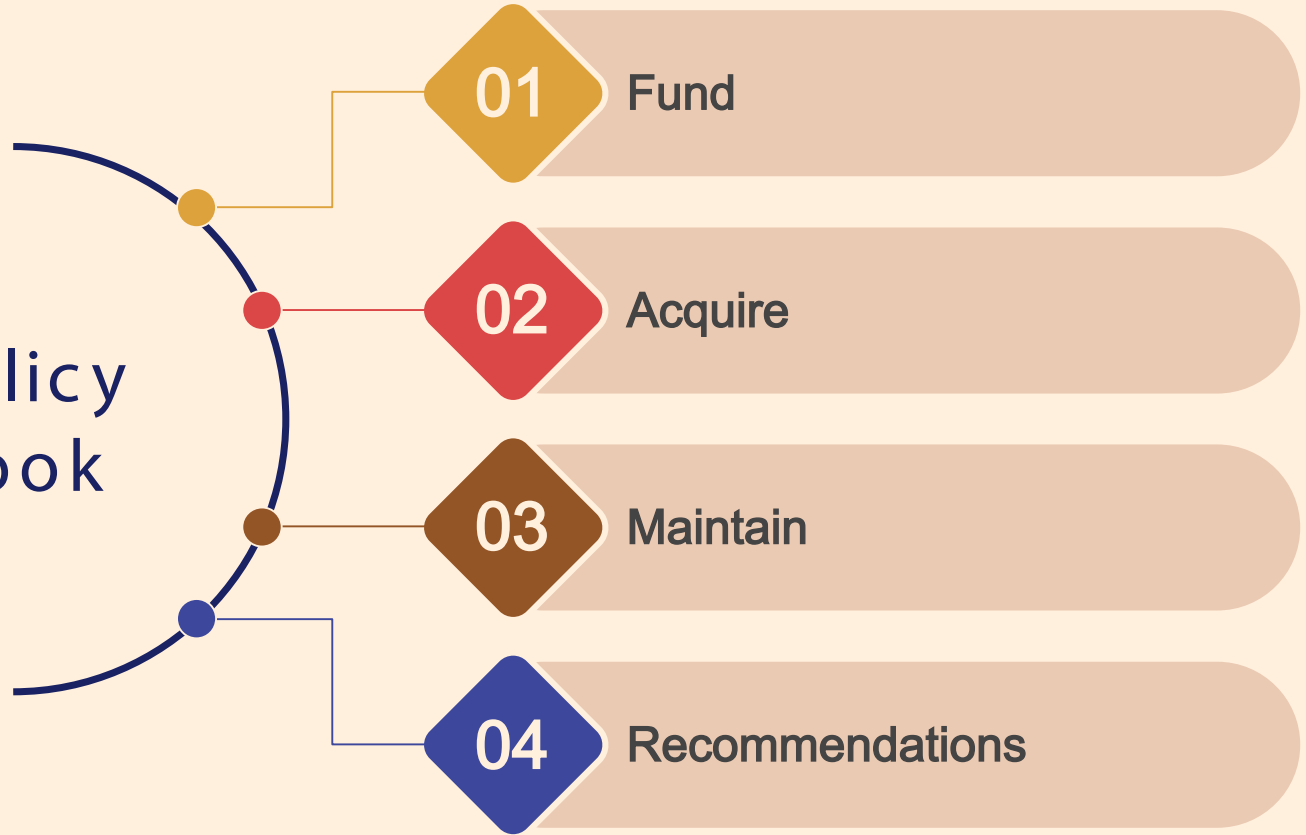 licy
ook
01
Fund
02
Acquire
03
Maintain
04
Recommendations